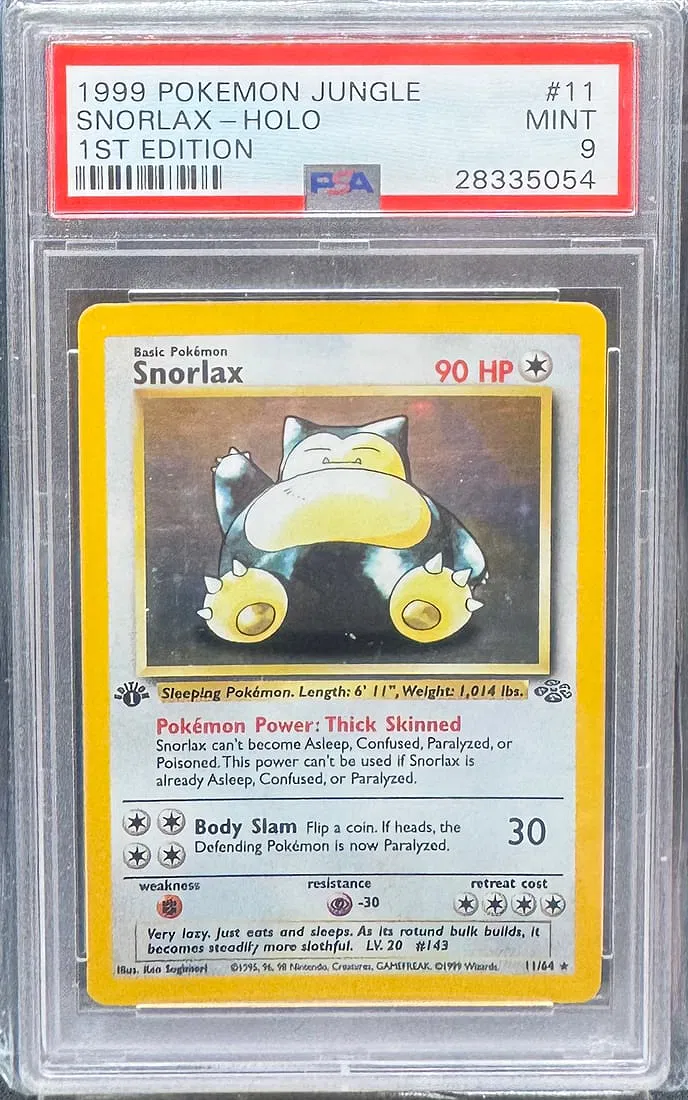 1999 POKEMON JUNGLE #11
SNORLAX – HOLO MINT
1ST EDITION 9
PSA 28335054
Basic Pokémon
Snorlax 90 HP
EDITION 1
Sleeping Pokémon. Length: 6' 11", Weight: 1,014 lbs.
Pokémon Power: Thick Skinned
Snorlax can't become Asleep, Confused, Paralyzed, or
Poisoned. This power can't be used if Snorlax is
already Asleep, Confused, or Paralyzed.
Body Slam Flip a coin. If heads, the 30
Defending Pokémon is now Paralyzed.
weakness resistance retreat cost
-30
Very lazy. Just eats and sleeps. As its rotund bulk builds, it
becomes steadily more slothful. LV. 20 #143
Illus. Ken Sugimori ©1995, 96, 98 Nintendo, Creatures, GAMEFREAK. ©1999 Wizards. 11/64 ★